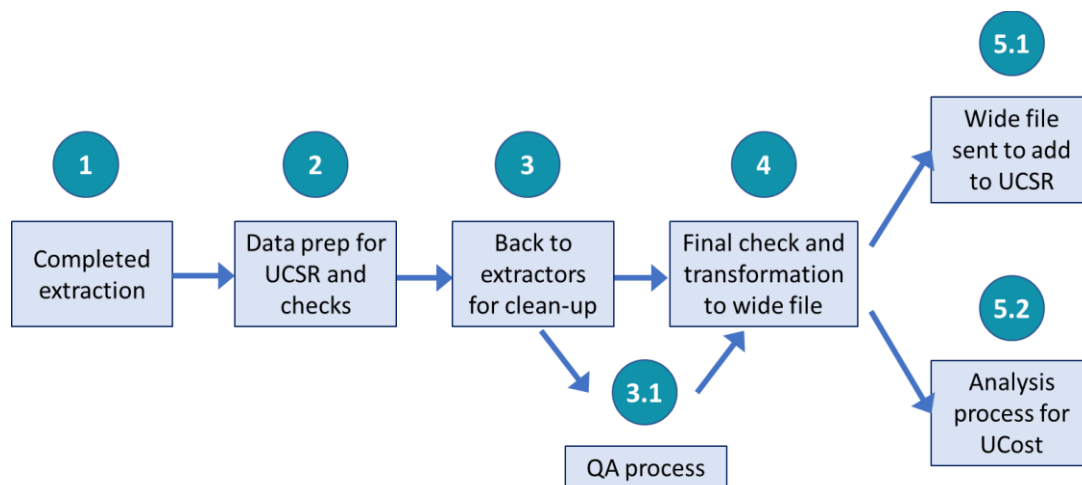 1
Completed
extraction
2
Data prep for
UCSR and
checks
3
Back to
extractors
for clean-up
3.1
QA process
4
Final check and
transformation
to wide file
5.1
Wide file
sent to add
to UCSR
5.2
Analysis
process for
UCost